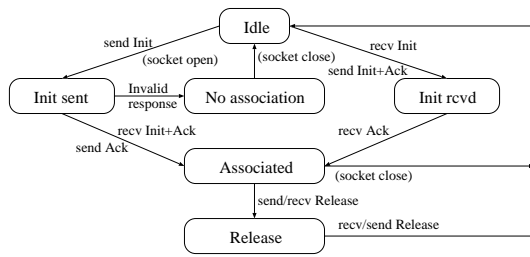 Idle
send Init
recv Init
(socket open)
(socket close)
send Init+Ack
Init sent
Invalid
response
No association
Init rcvd
recv Init+Ack
send Ack
recv Ack
Associated
(socket close)
send/recv Release
Release
recv/send Release